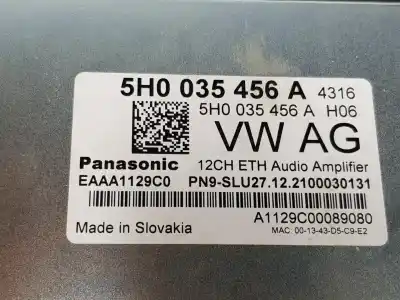 5H0 035 456 A 4316
5H0 035 456 A H06
VW AG
Panasonic 12CH ETH Audio Amplifier
EAAA1129C0 PN9-SLU27.12.2100030131
A1129C00089080
Made in Slovakia MAC: 00-13-43-D5-C9-E2